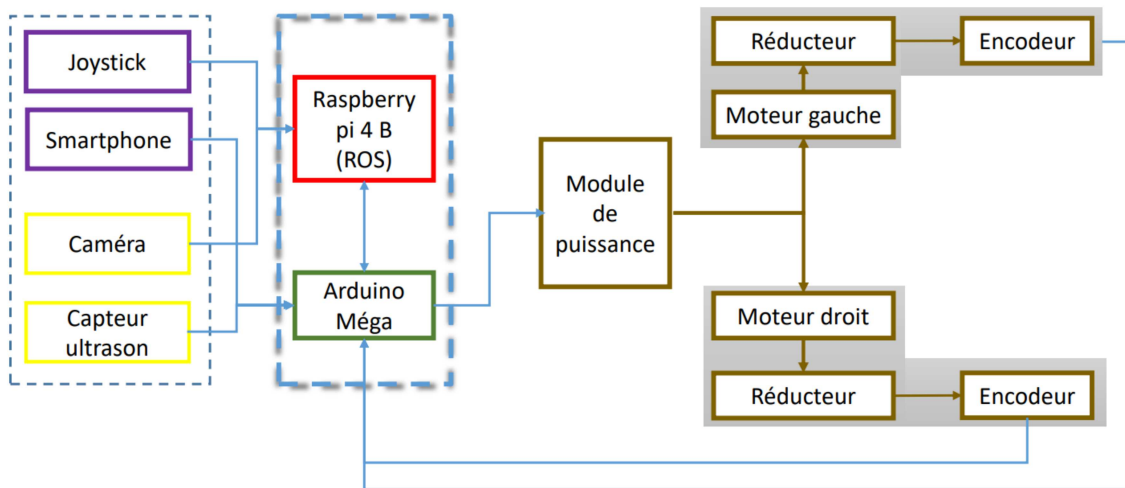 Joystick
Smartphone
Caméra
Capteur
ultrason
Raspberry
pi 4 B
(ROS)
Arduino
Méga
Module
de
puissance
Réducteur
Encodeur
Moteur gauche
Moteur droit
Réducteur
Encodeur